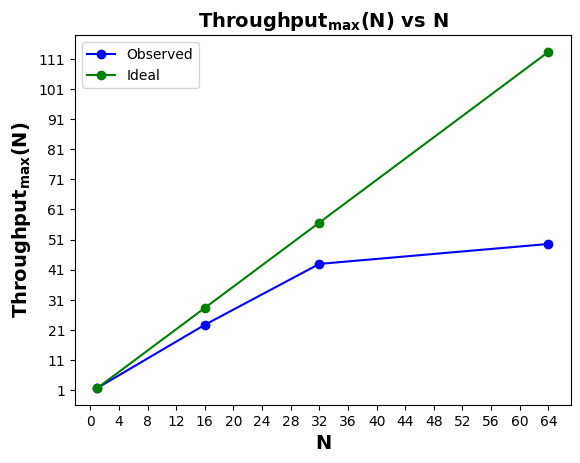 Throughput_max(N) vs N
Observed
Ideal
Throughput_max(N)
111
101
91
81
71
61
51
41
31
21
11
1
0 4 8 12 16 20 24 28 32 36 40 44 48 52 56 60 64
N